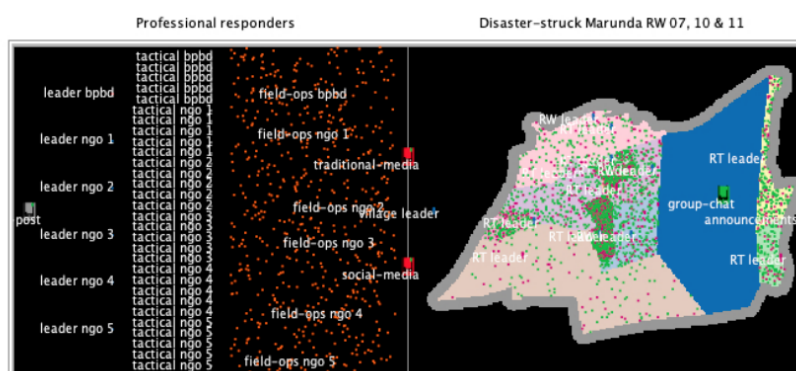 Professional responders
Disaster-struck Marunda RW 07, 10 & 11
leader bpbd
leader ngo 1
leader ngo 2
post
leader ngo 3
leader ngo 4
leader ngo 5
tactical bpbd
tactical bpbd
tactical bpbd
tactical bpbd
tactical bpbd
tactical ngo 1
tactical ngo 1
tactical ngo 1
tactical ngo 1
tactical ngo 1
tactical ngo 2
tactical ngo 2
tactical ngo 2
tactical ngo 2
tactical ngo 2
tactical ngo 3
tactical ngo 3
tactical ngo 3
tactical ngo 3
tactical ngo 3
tactical ngo 4
tactical ngo 4
tactical ngo 4
tactical ngo 4
tactical ngo 4
tactical ngo 5
tactical ngo 5
tactical ngo 5
tactical ngo 5
field-ops bpbd
field-ops ngo 1
traditional-media
field-ops ngo 2
village leader
field-ops ngo 3
social-media
field-ops ngo 4
field-ops ngo 5
RW leader
RT leader
RT leader
RT leader
RT leader
RT leader
RT leader
group-chat
announcements
RT leader